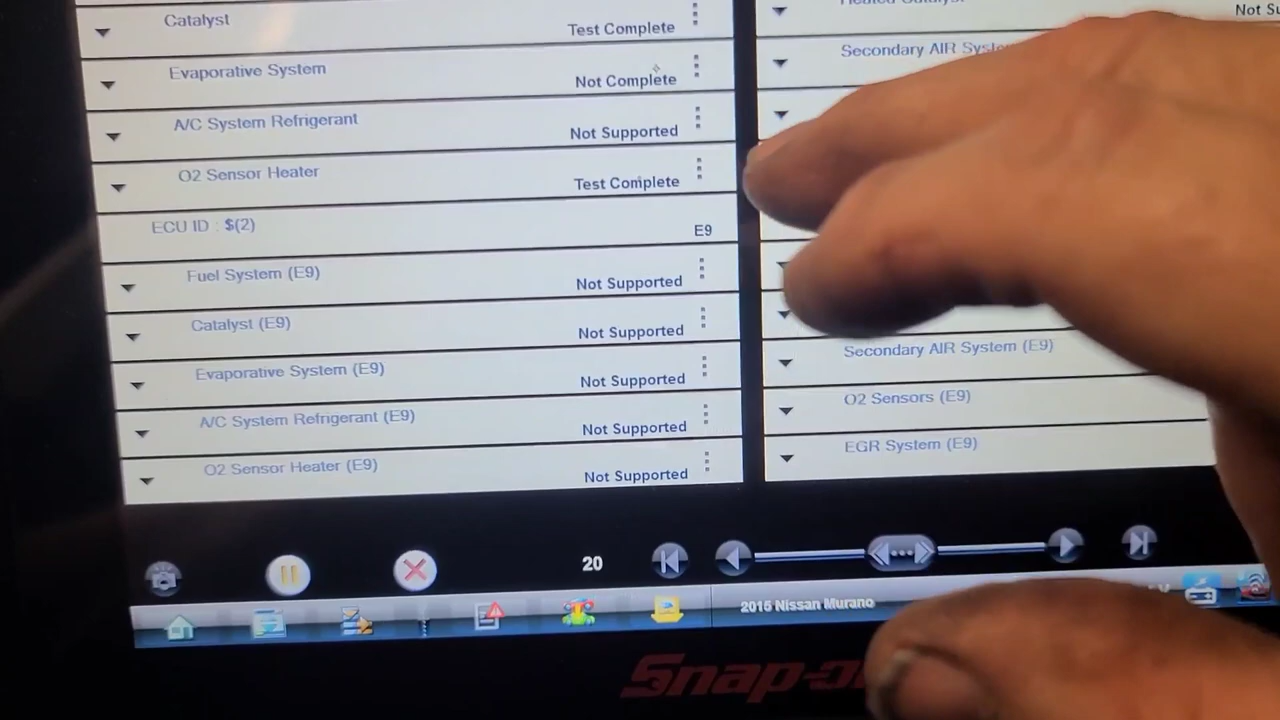 Catalyst
Test Complete
Not Su
Evaporative System
Not Complete
Secondary AIR
A/C System Refrigerant
Not Supported
O2 Sensor Heater
Test Complete
ECU ID : $(2)
E9
Fuel System (E9)
Not Supported
Catalyst (E9)
Not Supported
Secondary AIR System (E9)
Evaporative System (E9)
Not Supported
O2 Sensors (E9)
A/C System Refrigerant (E9)
Not Supported
EGR System (E9)
O2 Sensor Heater (E9)
Not Supported
20
2015 Nissan Murano
Snap-o